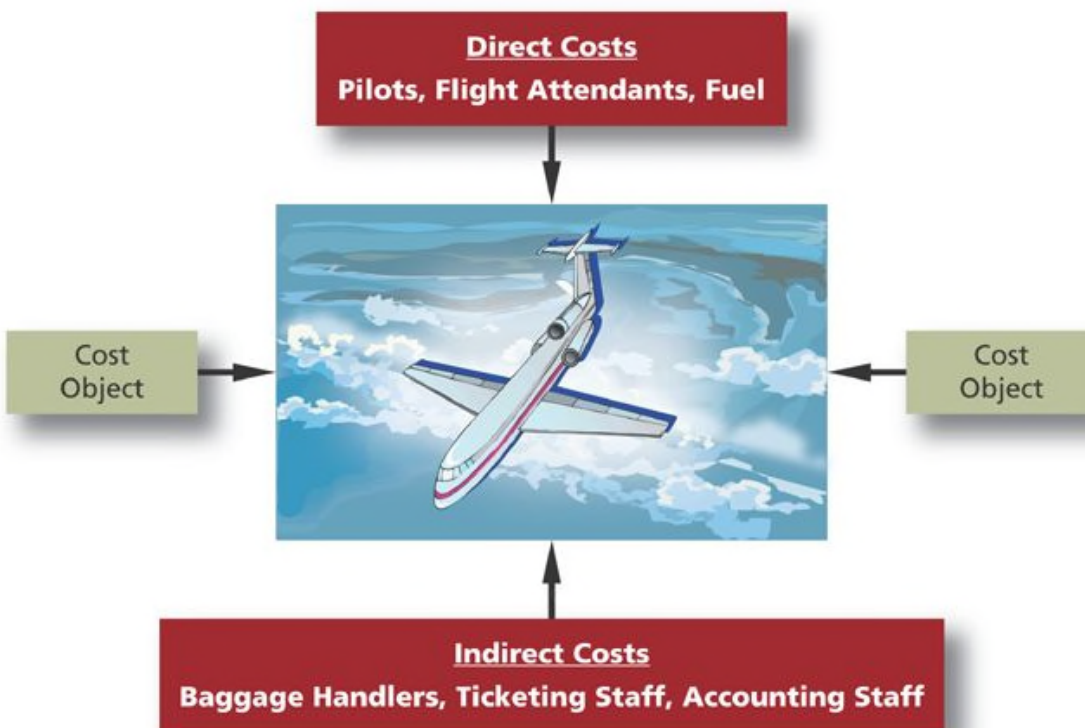 Direct Costs
Pilots, Flight Attendants, Fuel
Cost
Object
Cost
Object
Indirect Costs
Baggage Handlers, Ticketing Staff, Accounting Staff